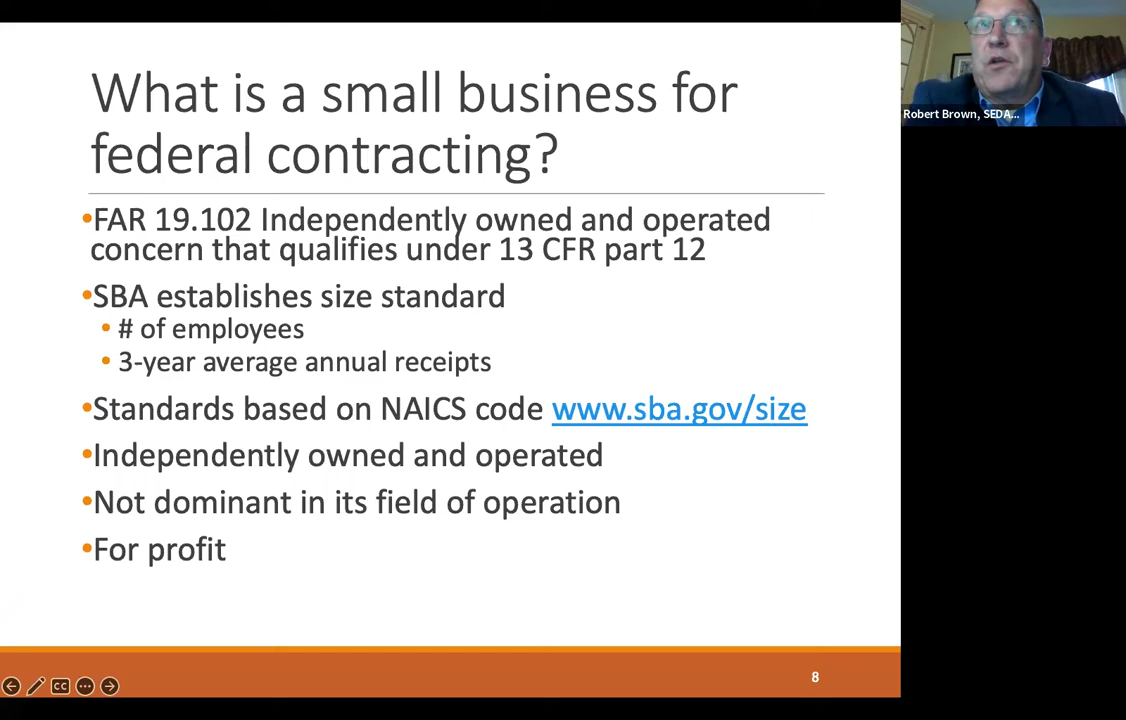 What is a small business for
federal contracting?
•FAR 19.102 Independently owned and operated
concern that qualifies under 13 CFR part 12
•SBA establishes size standard
• # of employees
• 3-year average annual receipts
•Standards based on NAICS code www.sba.gov/size
•Independently owned and operated
•Not dominant in its field of operation
•For profit
8
CC
Robert Brown, SEDA...